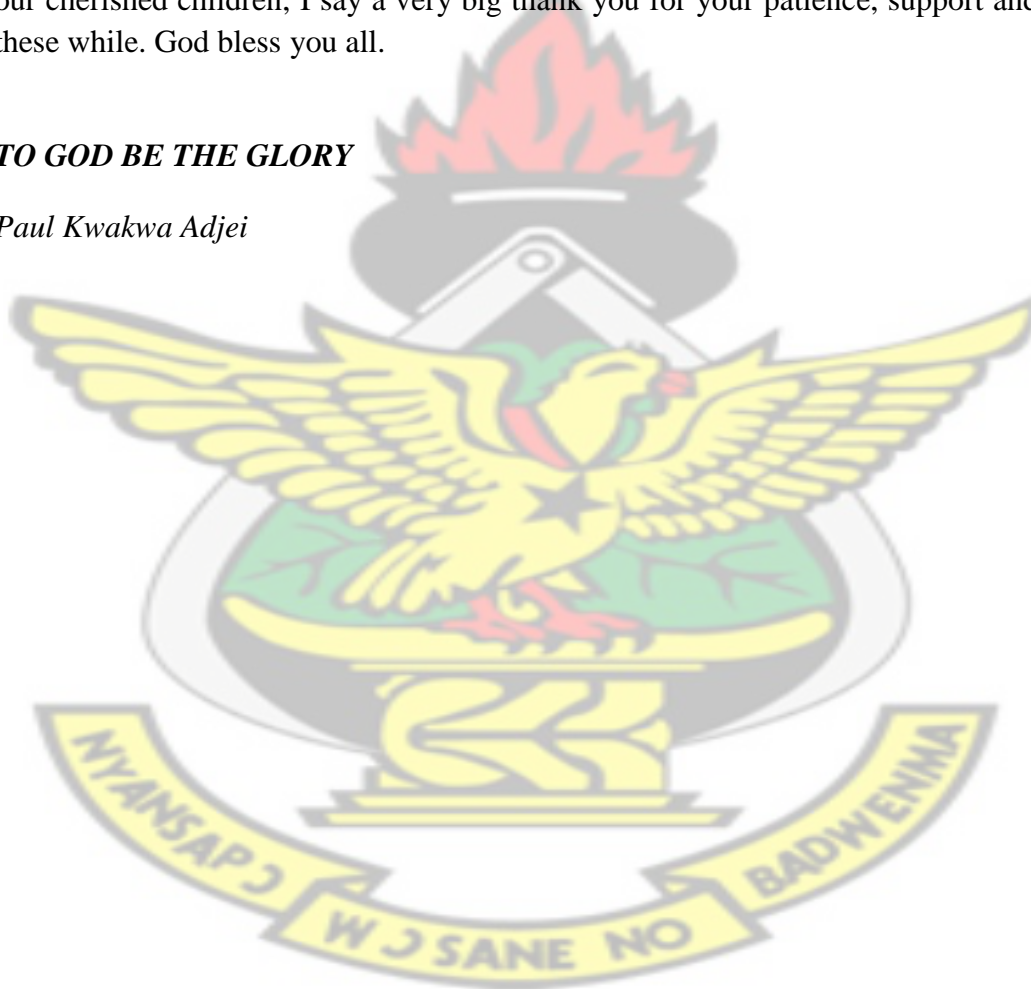 our cherished children, I say a very big thank you for your patience, support and
these while. God bless you all.
TO GOD BE THE GLORY
Paul Kwakwa Adjei
NYANSAPƆ WƆSANE NO BADWENMA